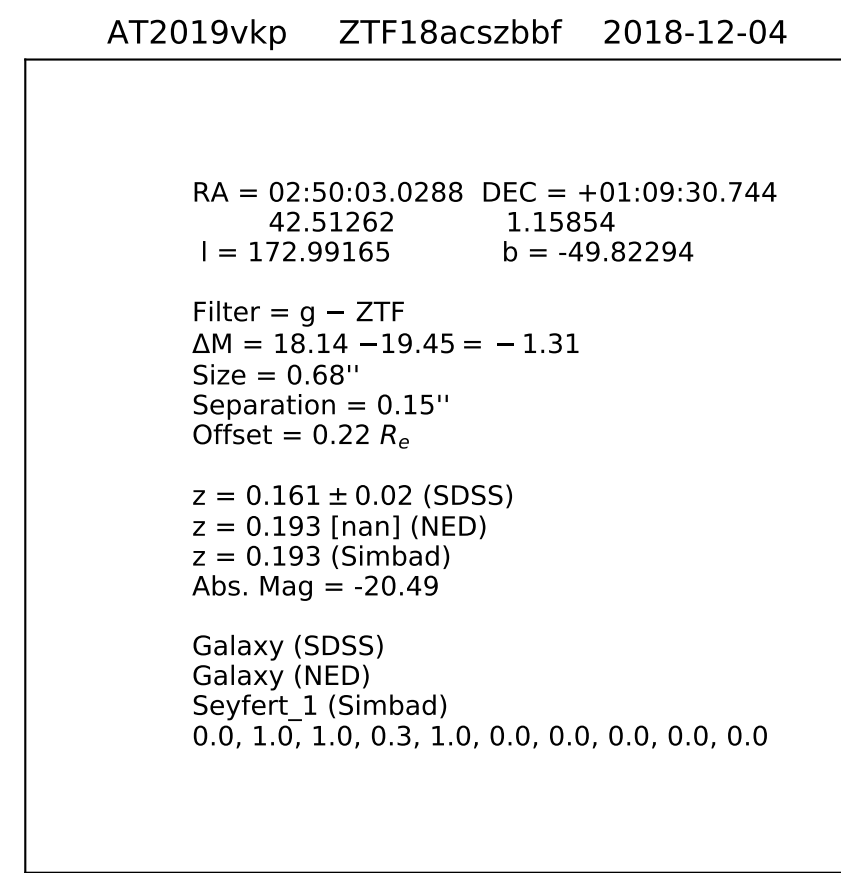 AT2019vkp ZTF18acszbbf 2018-12-04
RA = 02:50:03.0288 DEC = +01:09:30.744
42.51262 1.15854
l = 172.99165 b = -49.82294
Filter = g − ZTF
ΔM = 18.14 −19.45 = − 1.31
Size = 0.68''
Separation = 0.15''
Offset = 0.22 Re
z = 0.161 ± 0.02 (SDSS)
z = 0.193 [nan] (NED)
z = 0.193 (Simbad)
Abs. Mag = -20.49
Galaxy (SDSS)
Galaxy (NED)
Seyfert_1 (Simbad)
0.0, 1.0, 1.0, 0.3, 1.0, 0.0, 0.0, 0.0, 0.0, 0.0